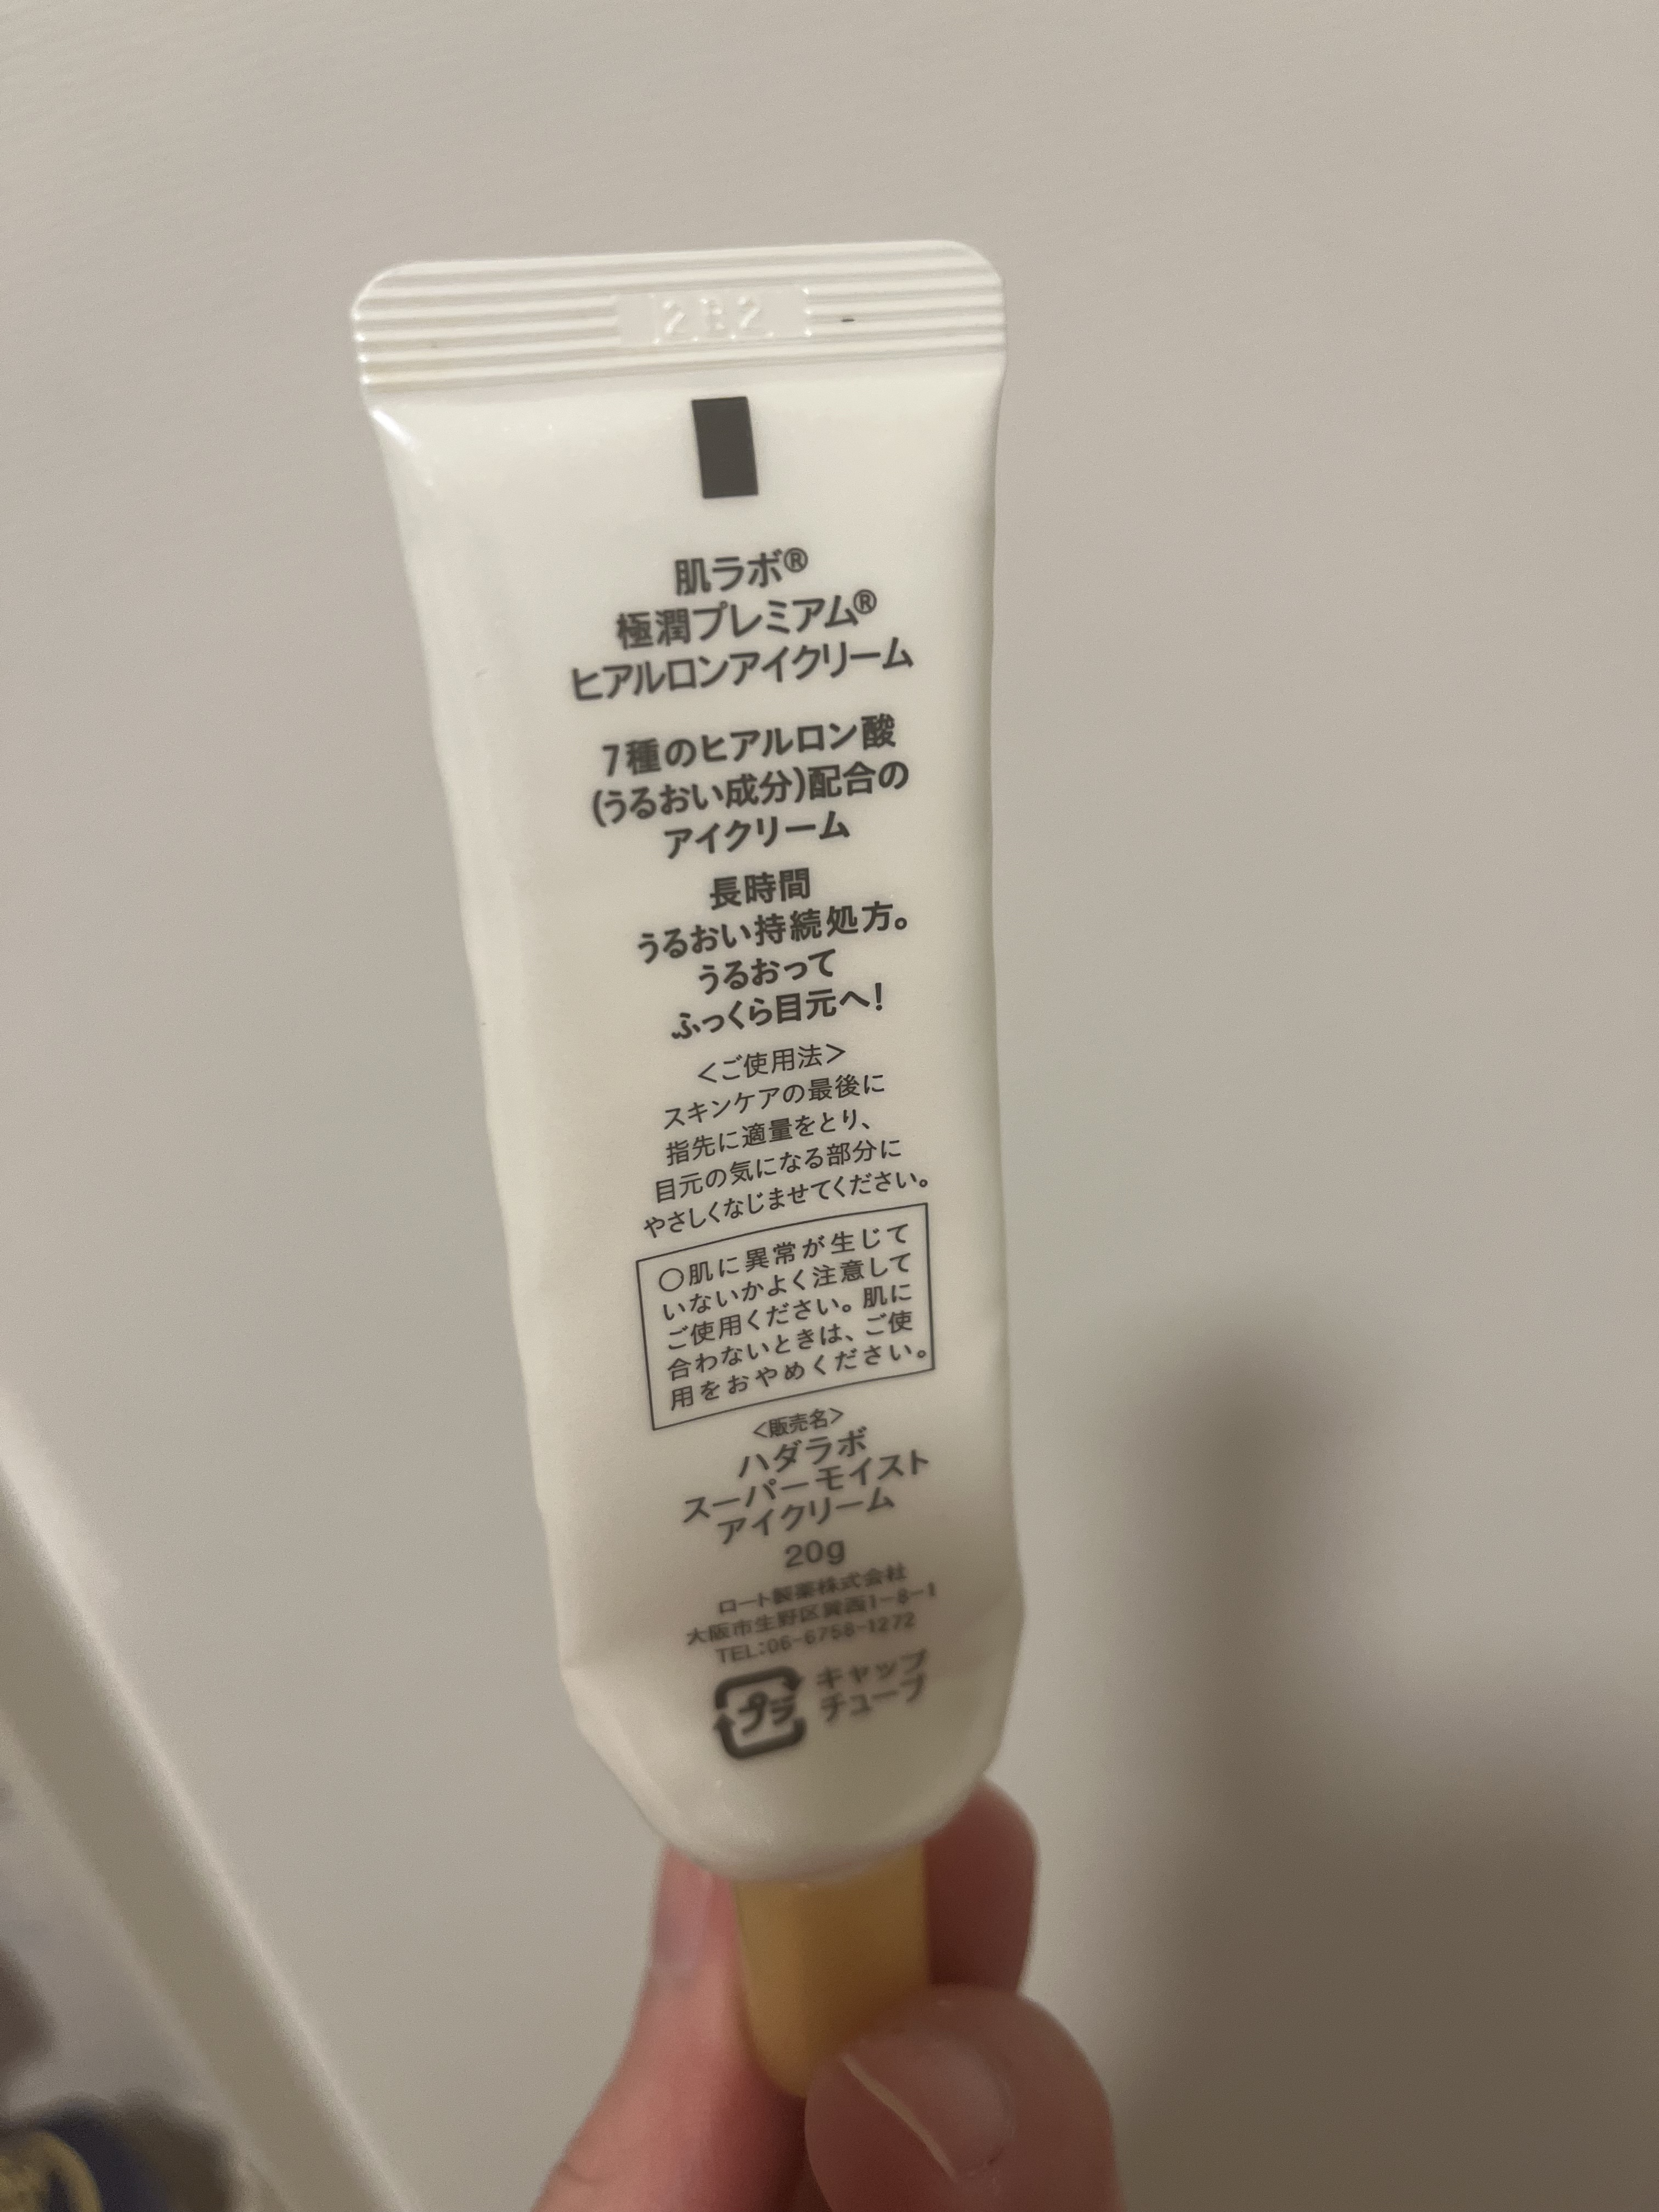 2B2
肌ラボ®
極潤プレミアム®
ヒアルロンアイクリーム
7種のヒアルロン酸
(うるおい成分)配合の
アイクリーム
長時間
うるおい持続処方。
うるおって
ふっくら目元へ!
<ご使用法>
スキンケアの最後に
指先に適量をとり、
目元の気になる部分に
やさしくなじませてください。
○肌に異常が生じて
いないかよく注意して
ご使用ください。肌に
合わないときは、ご使
用をおやめください。
<販売名>
ハダラボ
スーパーモイスト
アイクリーム
20g
ロート製薬株式会社
大阪市生野区巽西1-8-1
TEL:06-6758-1272
プラ キャップ
チューブ